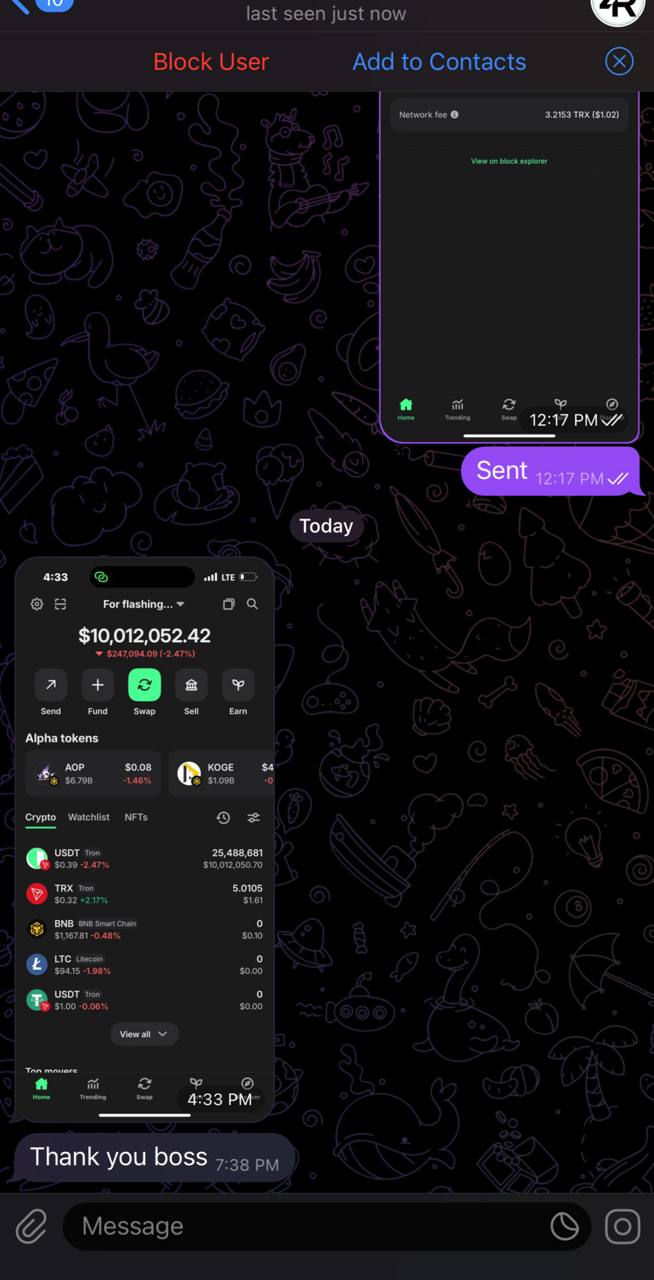 10
last seen just now
Block User Add to Contacts
Network fee 3.2153 TRX ($1.02)
View on block explorer
Home Trending Swap
12:17 PM
Sent 12:17 PM
Today
4:33 LTE
For flashing...
$10,012,052.42
$247,094.09 (-2.47%)
Send Fund Swap Sell Earn
Alpha tokens
AOP $0.08 KOGE $4
$6.79B -1.46% $1.09B -0
Crypto Watchlist NFTs
USDT Tron 25,488,681
$0.39 -2.47% $10,012,050.70
TRX Tron 5.0105
$0.32 +2.17% $1.61
BNB BNB Smart Chain 0
$1,167.81 -0.48% $0.10
LTC Litecoin 0
$94.15 -1.98% $0.00
USDT Tron 0
$1.00 -0.06% $0.00
View all
Top movers
Home Trending Swap
4:33 PM
Thank you boss 7:38 PM
Message